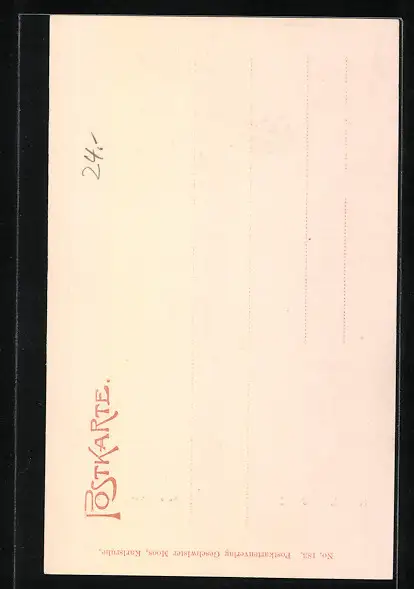 24.-
POSTKARTE.
No. 183. Postkartenverlag Geschwister Moos, Karlsruhe.